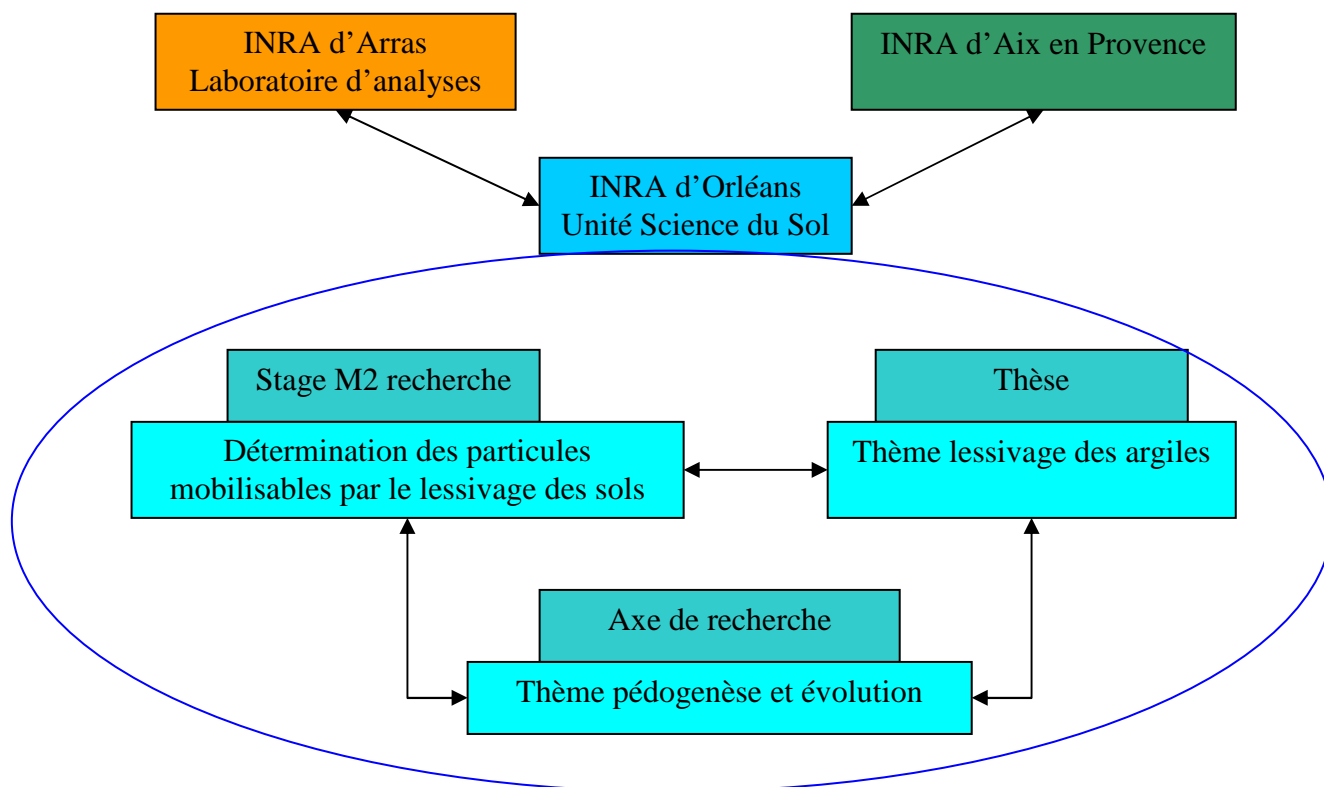 INRA d’Arras
Laboratoire d’analyses
INRA d’Aix en Provence
INRA d’Orléans
Unité Science du Sol
Stage M2 recherche
Détermination des particules
mobilisables par le lessivage des sols
Thèse
Thème lessivage des argiles
Axe de recherche
Thème pédogenèse et évolution